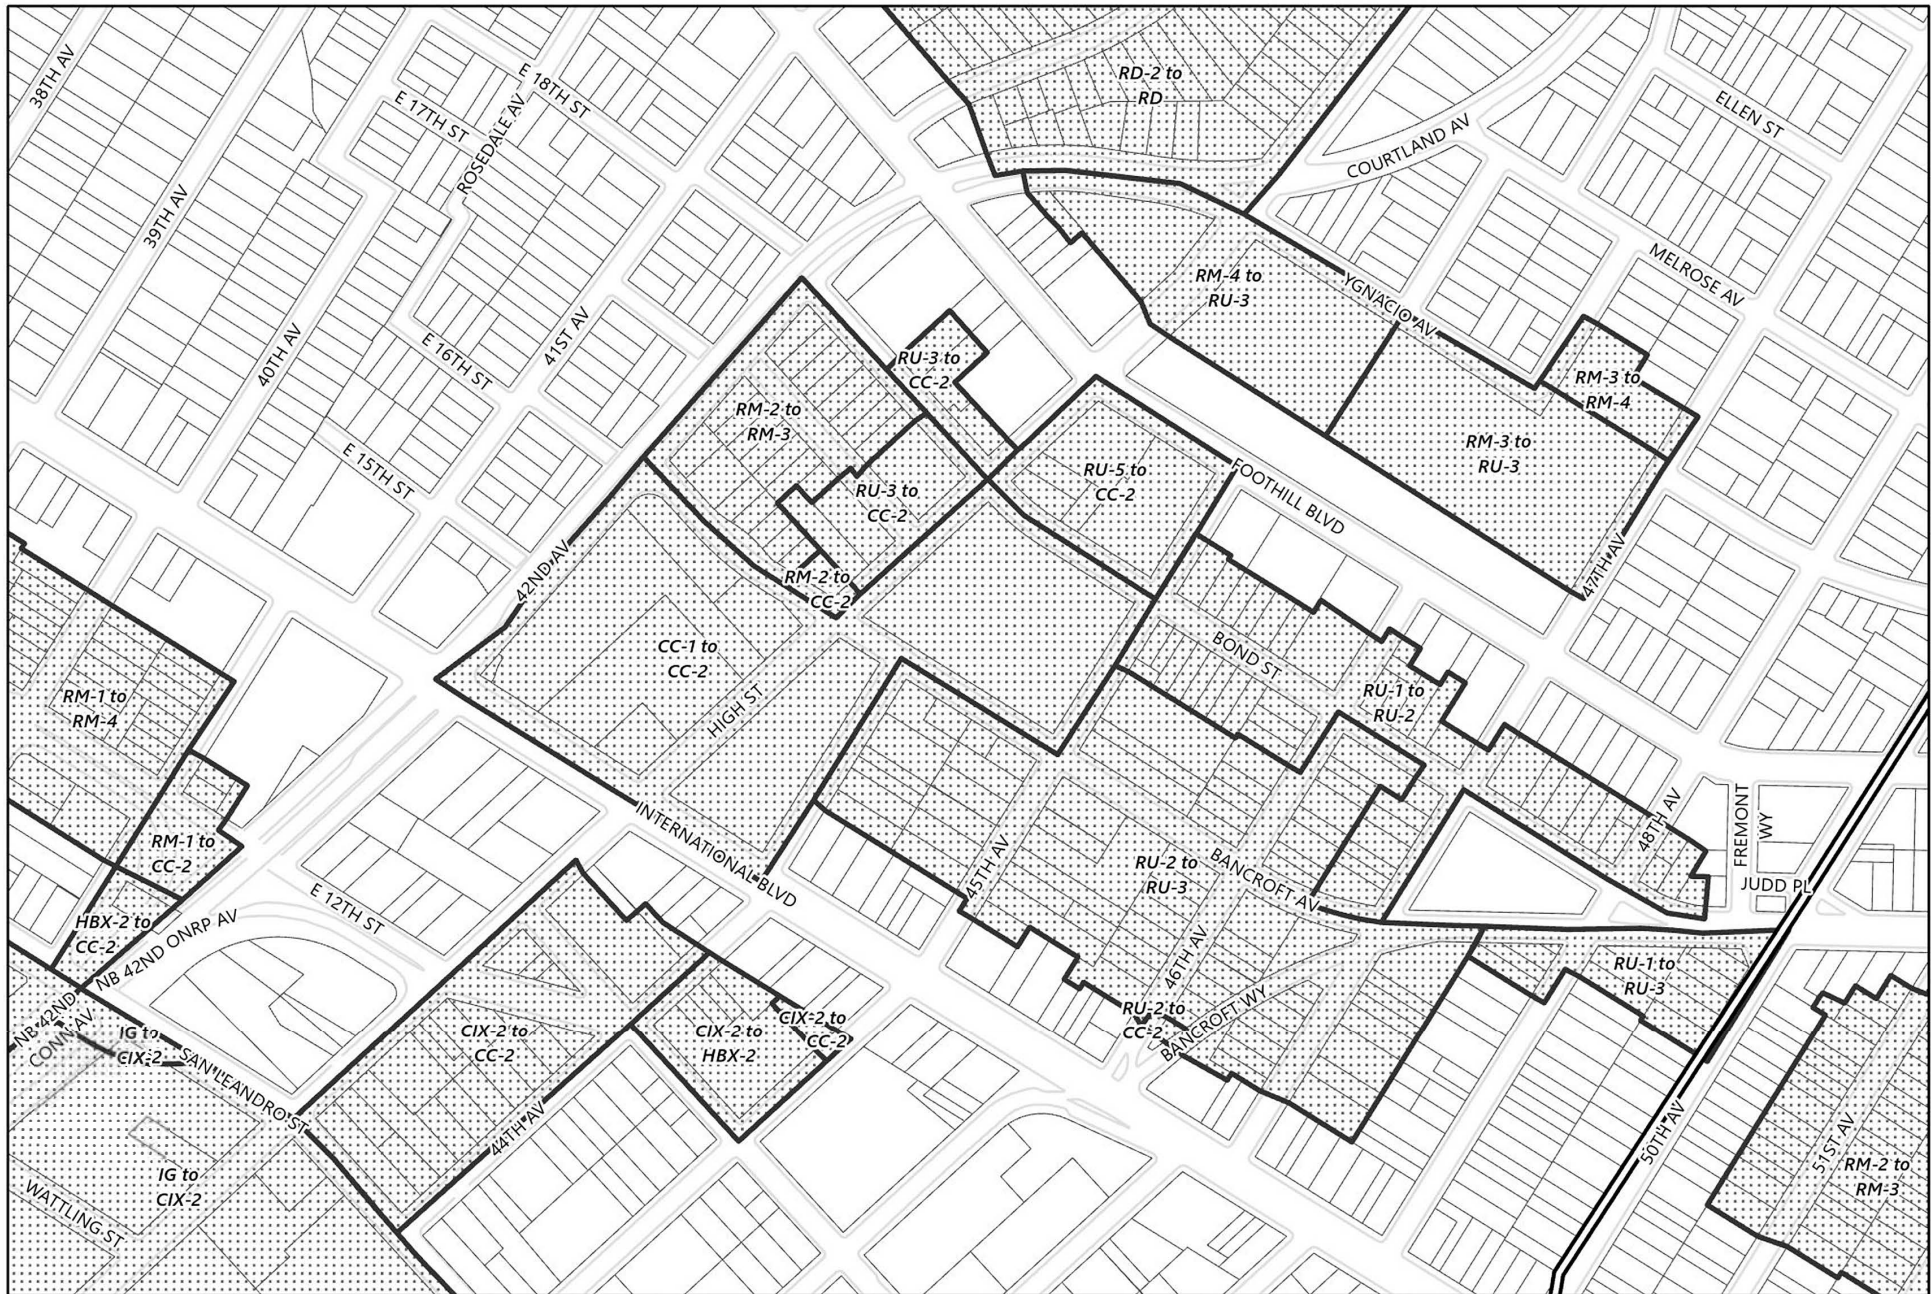 38TH AV
E 18TH ST
E 17TH ST
ROSEDALE AV
RD-2 to
RD
ELLEN ST
COURTLAND AV
39TH AV
MELROSE AV
RM-4 to
RU-3
YGNACIO AV
40TH AV
41ST AV
E 16TH ST
RU-3 to
CC-2
RM-3 to
RM-4
RM-2 to
RM-3
E 15TH ST
RM-3 to
RU-3
RU-5 to
CC-2
RU-3 to
CC-2
FOOTHILL BLVD
42ND AV
47TH AV
RM-2 to
CC-2
CC-1 to
CC-2
BOND ST
RM-1 to
RM-4
HIGH ST
RU-1 to
RU-2
INTERNATIONAL BLVD
48TH AV
FREMONT
WY
RM-1 to
CC-2
45TH AV
RU-2 to
RU-3
BANCROFT AV
JUDD PL
E 12TH ST
HBX-2 to
CC-2
NB 42ND ONRP AV
46TH AV
RU-1 to
RU-3
NB 42ND
CONN AV
IG to
CIX-2
SAN LEANDRO ST
CIX-2 to
CC-2
CIX-2 to
HBX-2
CIX-2 to
CC-2
RU-2 to
CC-2
BANCROFT WY
44TH AV
50TH AV
51ST AV
IG to
CIX-2
RM-2 to
RM-3
WATTLING ST